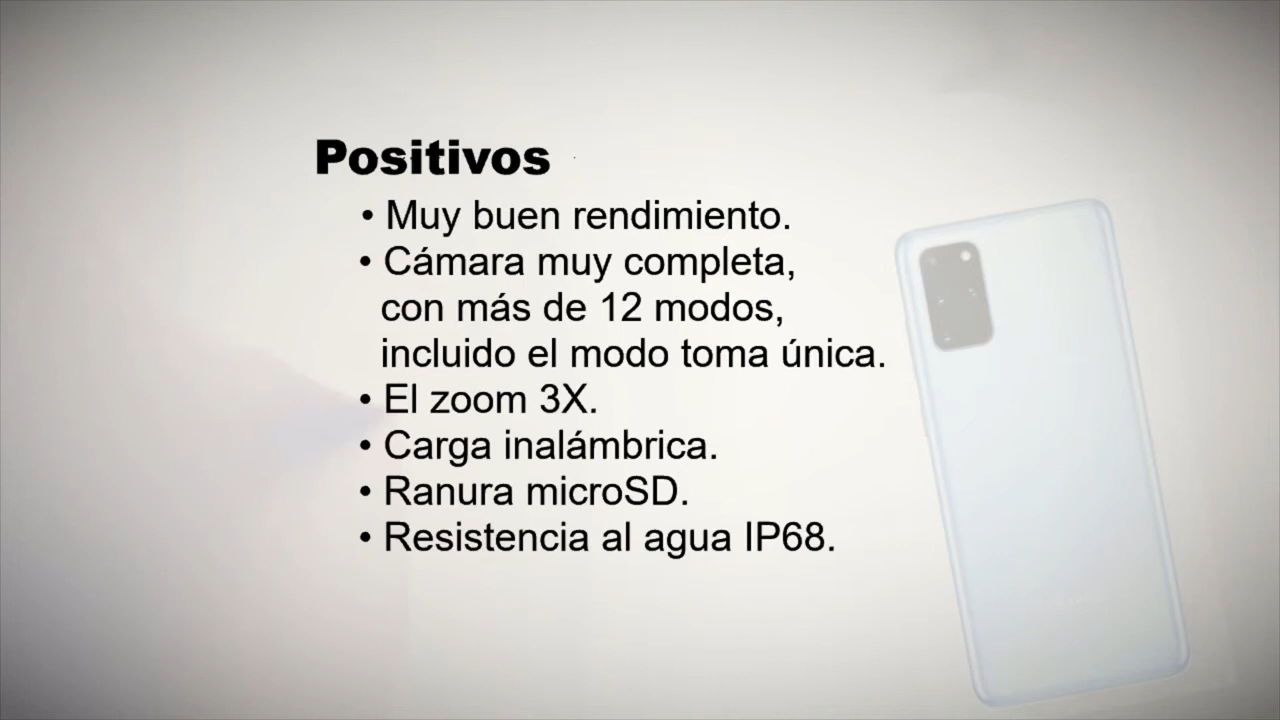 Positivos
• Muy buen rendimiento.
• Cámara muy completa,
con más de 12 modos,
incluido el modo toma única.
• El zoom 3X.
• Carga inalámbrica.
• Ranura microSD.
• Resistencia al agua IP68.